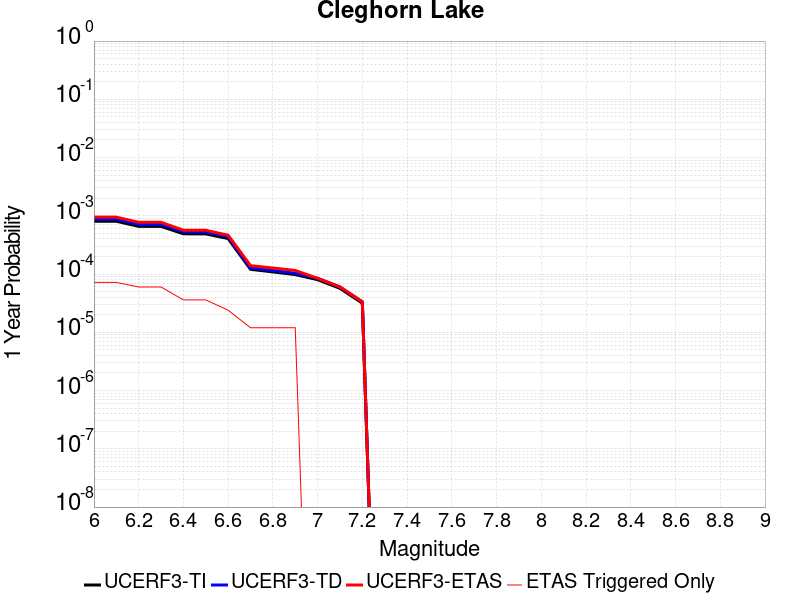 Cleghorn Lake
10^0
10^-1
10^-2
10^-3
10^-4
10^-5
10^-6
10^-7
10^-8
1 Year Probability
6 6.2 6.4 6.6 6.8 7 7.2 7.4 7.6 7.8 8 8.2 8.4 8.6 8.8 9
Magnitude
UCERF3-TI UCERF3-TD UCERF3-ETAS ETAS Triggered Only